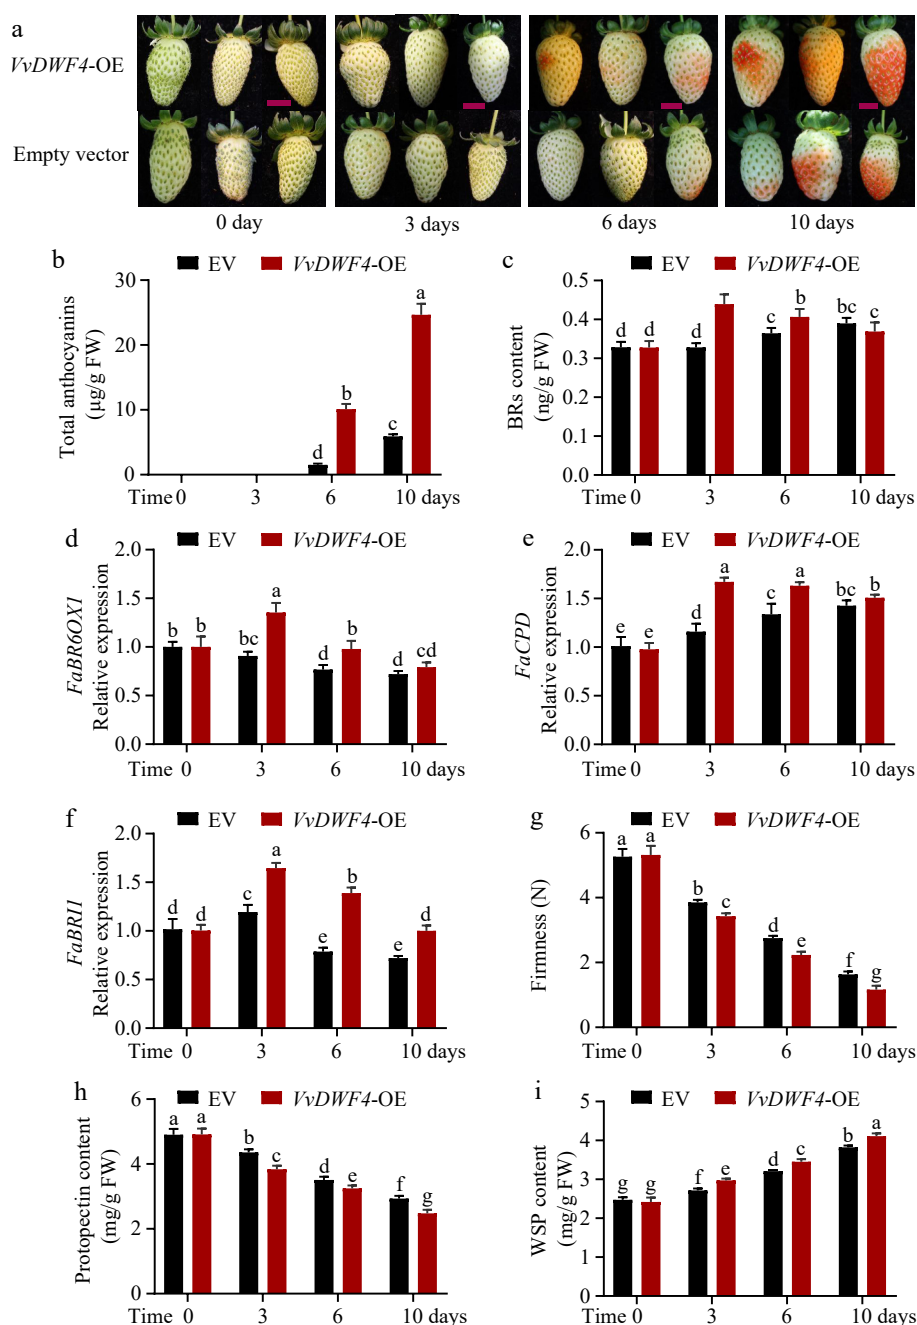 a
VvDWF4-OE
Empty vector
0 day 3 days 6 days 10 days
b
EV VvDWF4-OE
Total anthocyanins
(μg/g FW)
30
20
10
0
d b c a
Time 0 3 6 10 days
c
EV VvDWF4-OE
BRs content
(ng/g FW)
0.5
0.4
0.3
0.1
0.0
d d d c b bc c
Time 0 3 6 10 days
d
EV VvDWF4-OE
FaBR6OX1
Relative expression
2.0
1.5
1.0
0.5
0.0
b b bc a d b d cd
Time 0 3 6 10 days
e
EV VvDWF4-OE
FaCPD
Relative expression
2.0
1.5
1.0
0.5
0.0
e e d a c a bc b
Time 0 3 6 10 days
f
EV VvDWF4-OE
FaBRI1
Relative expression
2.0
1.5
1.0
0.5
0.0
d d c a e b e d
Time 0 3 6 10 days
g
EV VvDWF4-OE
Firmness (N)
6
4
2
0
a a b c d e f g
Time 0 3 6 10 days
h
EV VvDWF4-OE
Protopectin content
(mg/g FW)
6
4
2
0
a a b c d e f g
Time 0 3 6 10 days
i
EV VvDWF4-OE
WSP content
(mg/g FW)
5
4
3
2
1
0
g g f e d c b a
Time 0 3 6 10 days